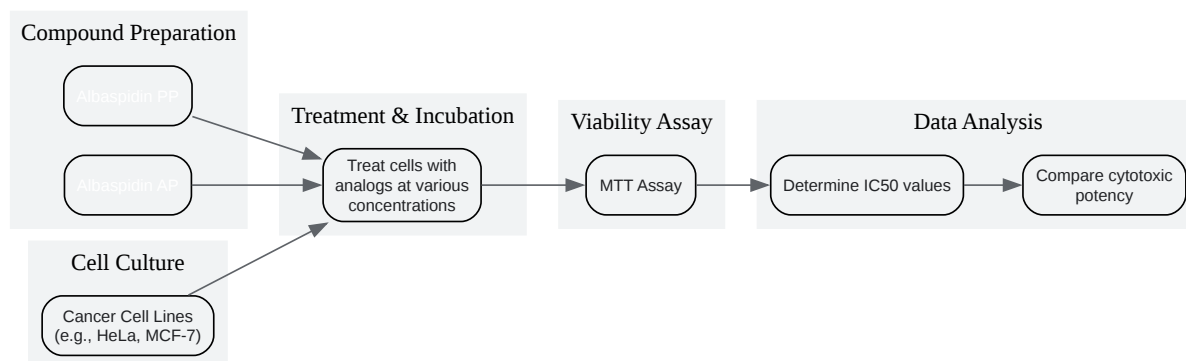 Compound Preparation
Albaspidin PP
Albaspidin AP
Treatment & Incubation
Treat cells with
analogs at various
concentrations
Viability Assay
MTT Assay
Data Analysis
Determine IC50 values
Compare cytotoxic
potency
Cell Culture
Cancer Cell Lines
(e.g., HeLa, MCF-7)